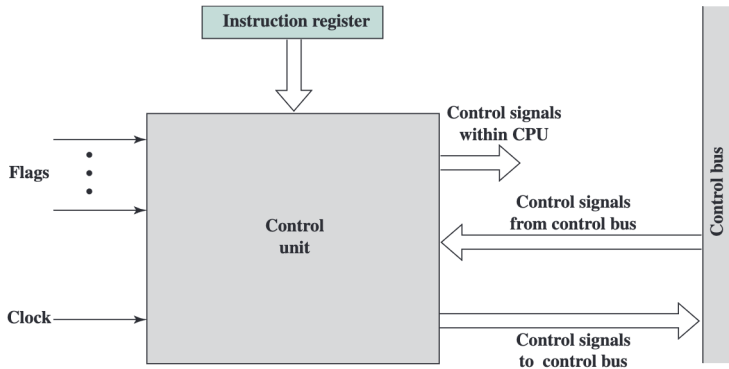 Instruction register
Control signals
within CPU
Flags
Control signals
from control bus
Control
unit
Control bus
Clock
Control signals
to control bus